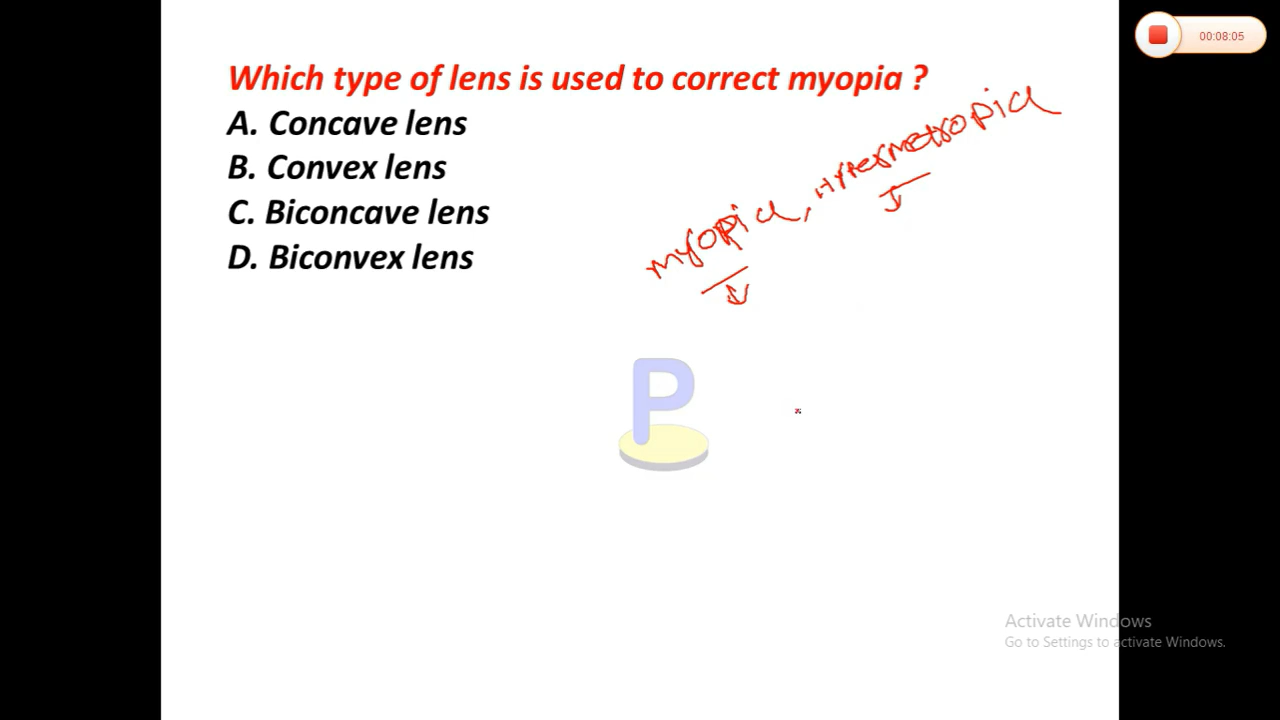 00:08:05
Which type of lens is used to correct myopia ?
A. Concave lens
B. Convex lens
C. Biconcave lens
D. Biconvex lens
myopia, Hypermetropia
P
Activate Windows
Go to Settings to activate Windows.